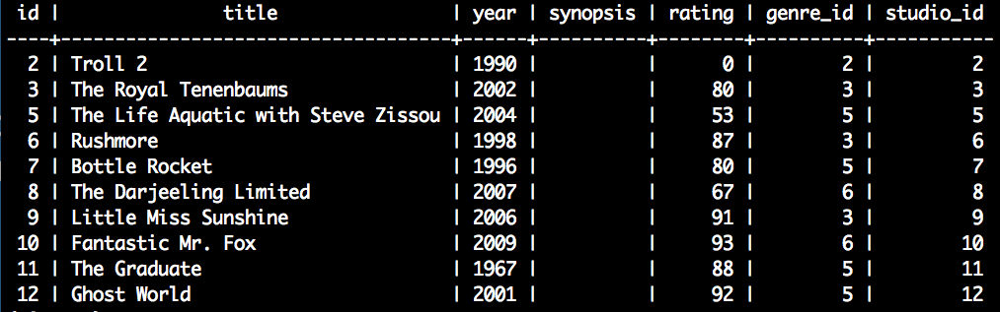 id |                title                | year | synopsis | rating | genre_id | studio_id
----+-------------------------------------+------+----------+--------+----------+-----------
  2 | Troll 2                             | 1990 |          |      0 |        2 |         2
  3 | The Royal Tenenbaums                | 2002 |          |     80 |        3 |         3
  5 | The Life Aquatic with Steve Zissou | 2004 |          |     53 |        5 |         5
  6 | Rushmore                            | 1998 |          |     87 |        3 |         6
  7 | Bottle Rocket                       | 1996 |          |     80 |        5 |         7
  8 | The Darjeeling Limited              | 2007 |          |     67 |        6 |         8
  9 | Little Miss Sunshine                | 2006 |          |     91 |        3 |         9
 10 | Fantastic Mr. Fox                   | 2009 |          |     93 |        6 |        10
 11 | The Graduate                        | 1967 |          |     88 |        5 |        11
 12 | Ghost World                         | 2001 |          |     92 |        5 |        12